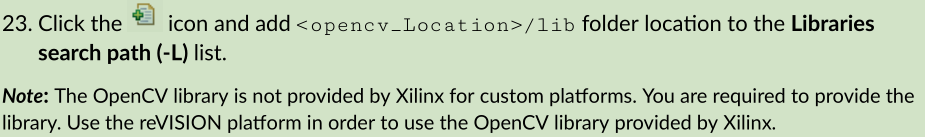 23. Click the icon and add <opencv_Location>/lib folder location to the Libraries
search path (-L) list.
Note: The OpenCV library is not provided by Xilinx for custom platforms. You are required to provide the
library. Use the reVISION platform in order to use the OpenCV library provided by Xilinx.